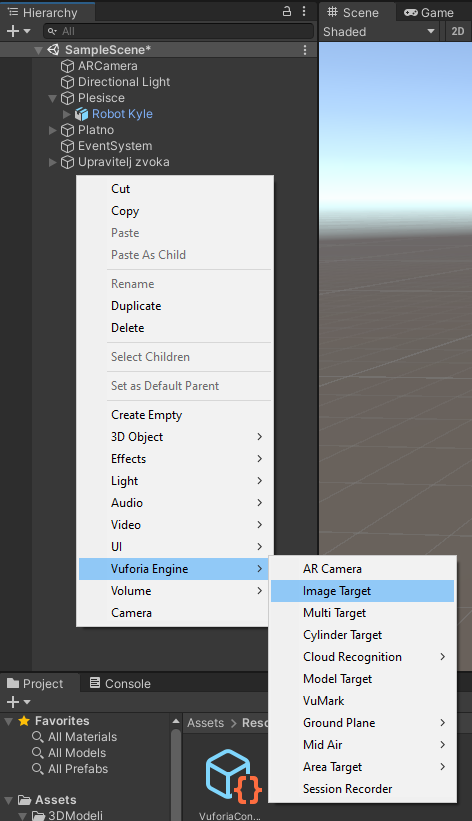 Hierarchy
All
SampleScene*
ARCamera
Directional Light
Plesisce
Robot Kyle
Platno
EventSystem
Upravitelj zvoka
Scene
Game
Shaded
2D
Cut
Copy
Paste
Paste As Child
Rename
Duplicate
Delete
Select Children
Set as Default Parent
Create Empty
3D Object
Effects
Light
Audio
Video
UI
Vuforia Engine
Volume
Camera
AR Camera
Image Target
Multi Target
Cylinder Target
Cloud Recognition
Model Target
VuMark
Ground Plane
Mid Air
Area Target
Session Recorder
Project
Console
Favorites
All Materials
All Models
All Prefabs
Assets
3DModeli
Assets > Reso
VuforiaCon...